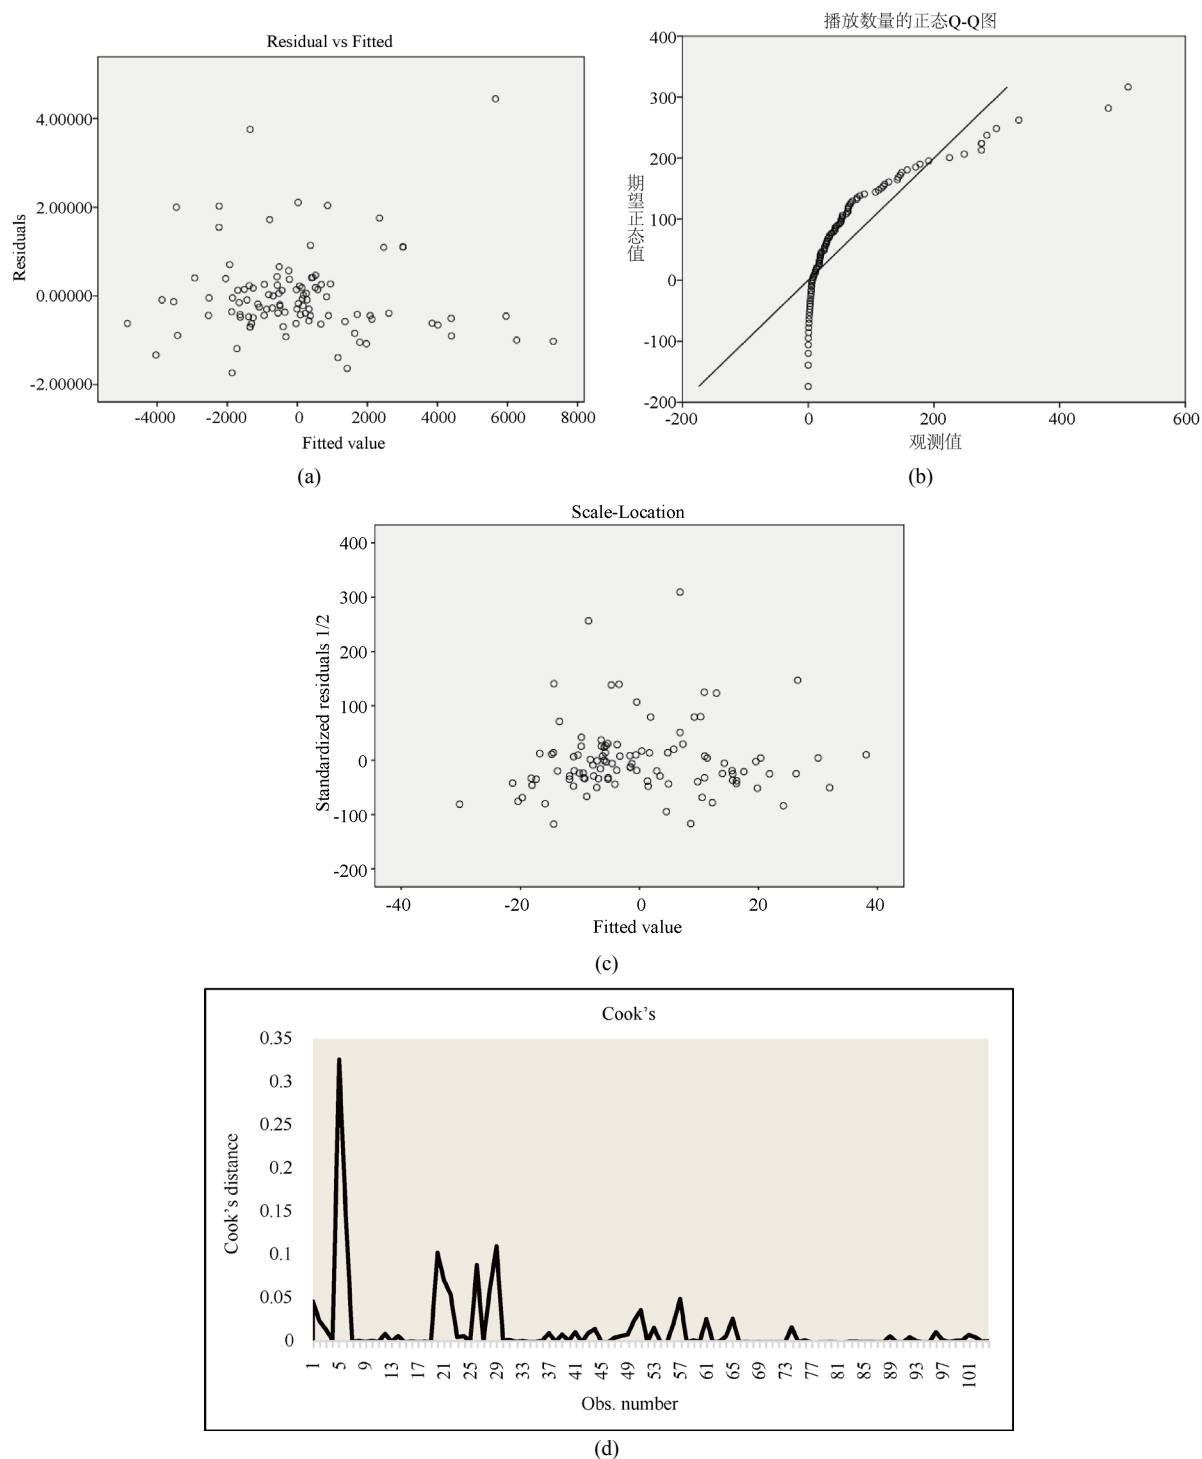 Residual vs Fitted
Residuals
4.00000
2.00000
0.00000
-2.00000
-4000 -2000 0 2000 4000 6000 8000
Fitted value
(a)
播放数量的正态Q-Q图
期望正态值
400
300
200
100
0
-100
-200
-200 0 200 400 600
观测值
(b)
Scale-Location
Standardized residuals 1/2
400
300
200
100
0
-100
-200
-40 -20 0 20 40
Fitted value
(c)
Cook's
Cook's distance
0.35
0.3
0.25
0.2
0.15
0.1
0.05
0
1 5 9 13 17 21 25 29 33 37 41 45 49 53 57 61 65 69 73 77 81 85 89 93 97 101
Obs. number
(d)